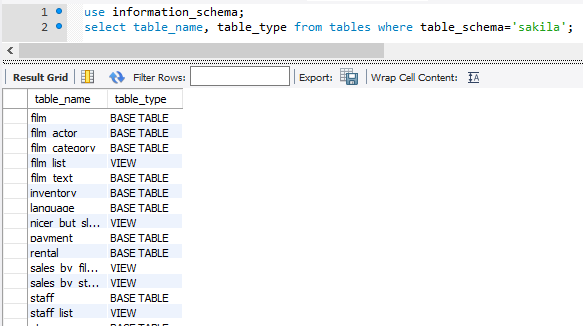 1 use information_schema;
2 select table_name, table_type from tables where table_schema='sakila';
Result Grid Filter Rows: Export: Wrap Cell Content: IA
table_name table_type
film BASE TABLE
film_actor BASE TABLE
film_category BASE TABLE
film_list VIEW
film_text BASE TABLE
inventory BASE TABLE
language BASE TABLE
nicer_but_sl... VIEW
payment BASE TABLE
rental BASE TABLE
sales_by_fil... VIEW
sales_by_st... VIEW
staff BASE TABLE
staff_list VIEW
BASE TABLE